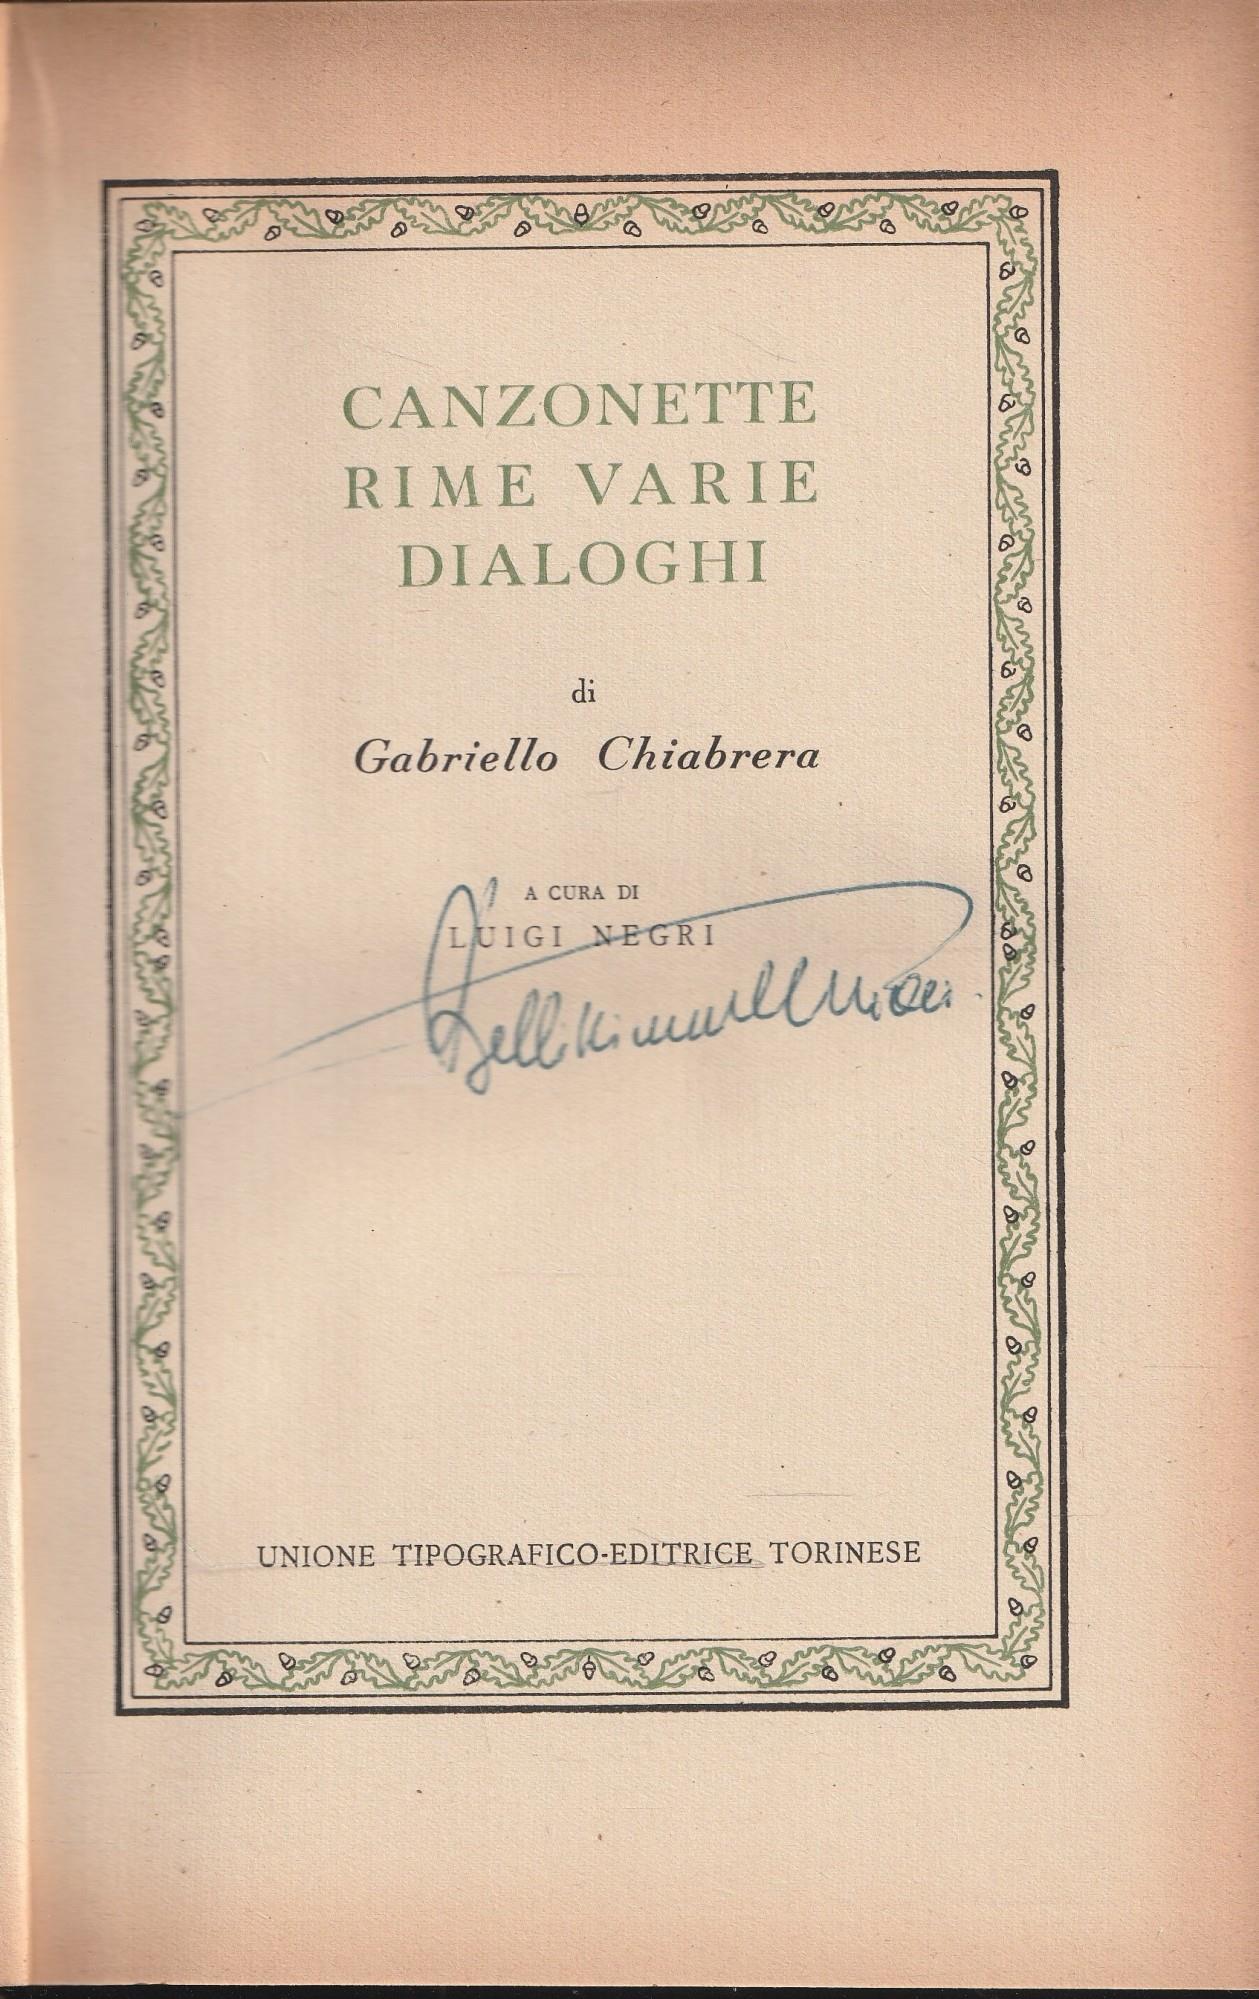 CANZONETTE
RIME VARIE
DIALOGHI
di
Gabriello Chiabrera
A CURA DI
LUIGI NEGRI
UNIONE TIPOGRAFICO-EDITRICE TORINESE